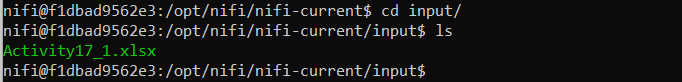 nifi@f1dbad9562e3:/opt/nifi/nifi-current$ cd input/
nifi@f1dbad9562e3:/opt/nifi/nifi-current/input$ ls
Activity17_1.xlsx
nifi@f1dbad9562e3:/opt/nifi/nifi-current/input$